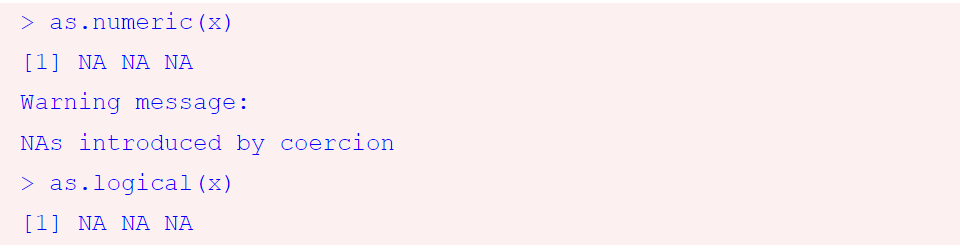 > as.numeric(x)
[1] NA NA NA
Warning message:
NAs introduced by coercion
> as.logical(x)
[1] NA NA NA